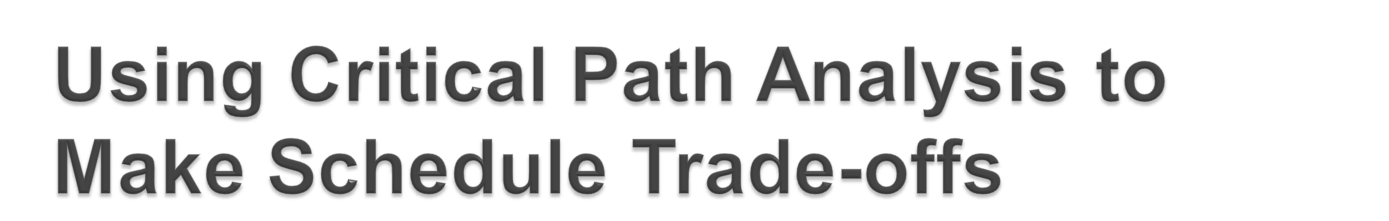 Using Critical Path Analysis to
Make Schedule Trade-offs